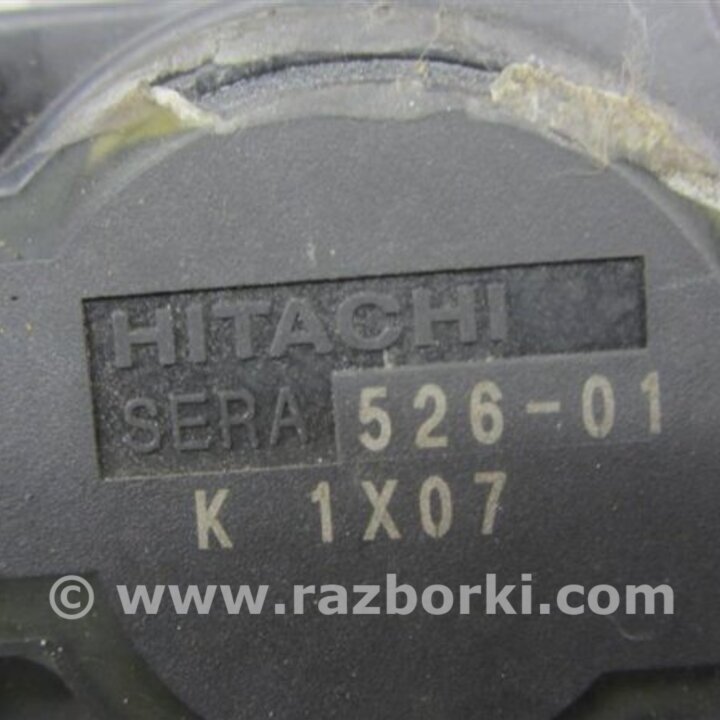 HITACHI
SERA 526-01
K 1X07
© www.razborki.com